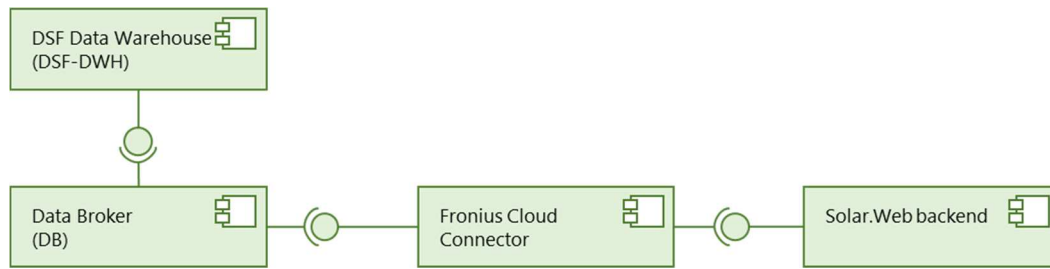 DSF Data Warehouse
(DSF-DWH)
Data Broker
(DB)
Fronius Cloud
Connector
Solar.Web backend